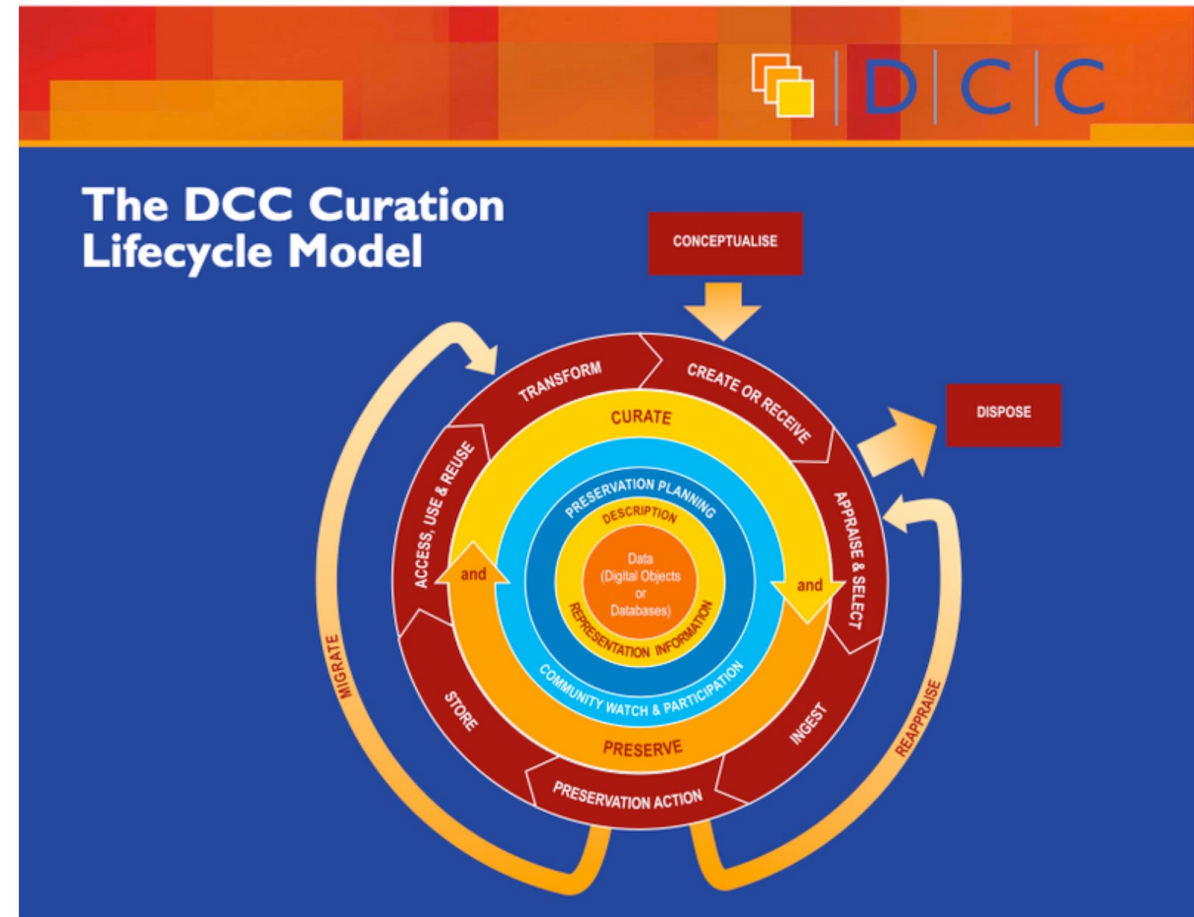 D C C
The DCC Curation
Lifecycle Model
CONCEPTUALISE
DISPOSE
TRANSFORM
CREATE OR RECEIVE
APPRAISE & SELECT
INGEST
PRESERVATION ACTION
STORE
ACCESS, USE & REUSE
MIGRATE
REAPPRAISE
CURATE
and
PRESERVE
and
COMMUNITY WATCH & PARTICIPATION
PRESERVATION PLANNING
DESCRIPTION
REPRESENTATION INFORMATION
Data
(Digital Objects
or
Databases)